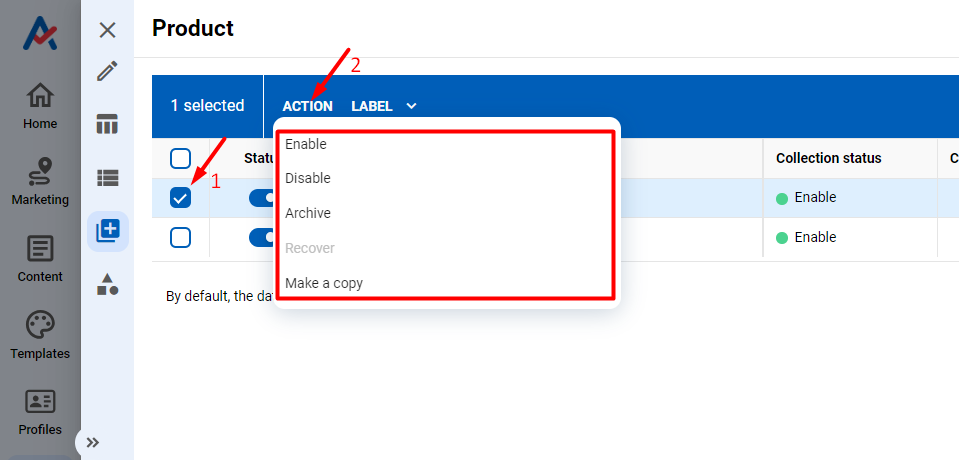 Product
2
1 selected
ACTION LABEL
Home
Enable
Collection status
1
Disable
Enable
Marketing
Archive
Recover
Enable
Content
Make a copy
By default, the da
Templates
Profiles